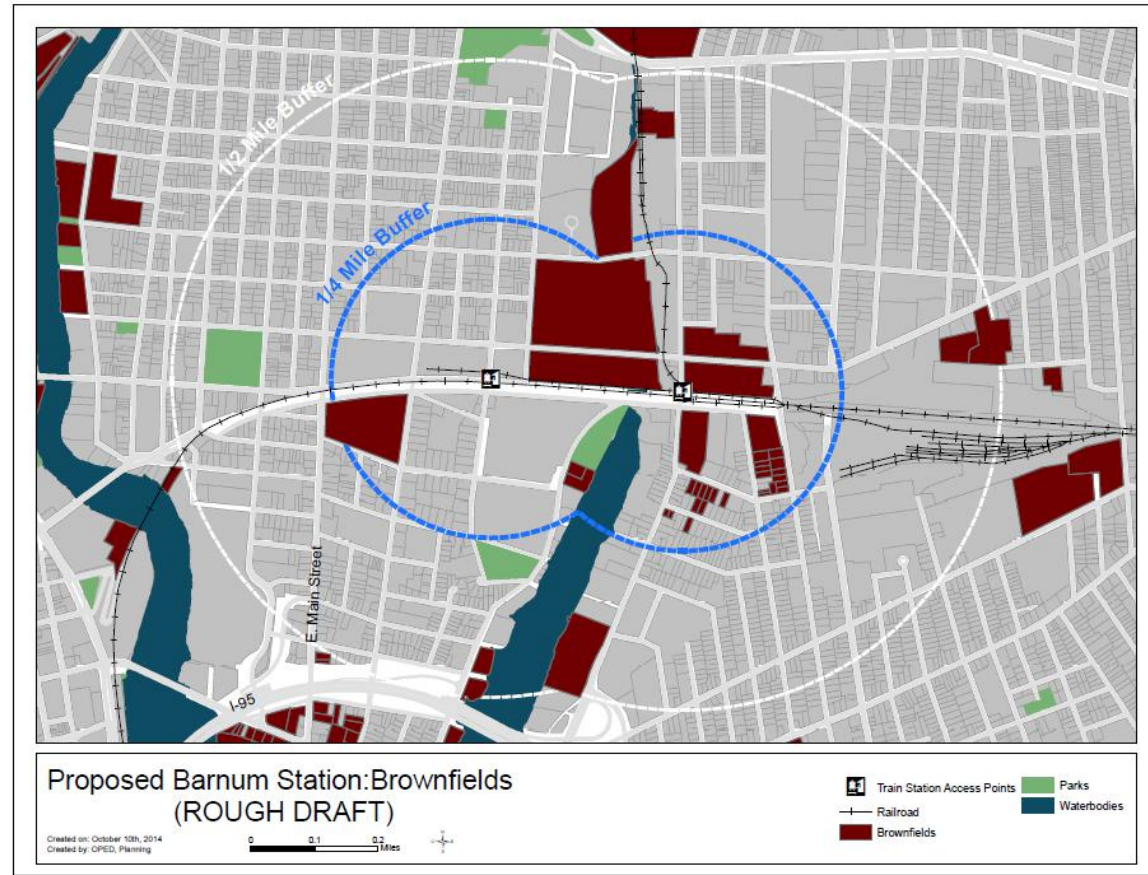 1/2 Mile Buffer
1/4 Mile Buffer
E. Main Street
I-95
Proposed Barnum Station:Brownfields
(ROUGH DRAFT)
Created on: October 10th, 2014
Created by: OPED, Planning
0 0.1 0.2
Miles
Train Station Access Points
Railroad
Brownfields
Parks
Waterbodies